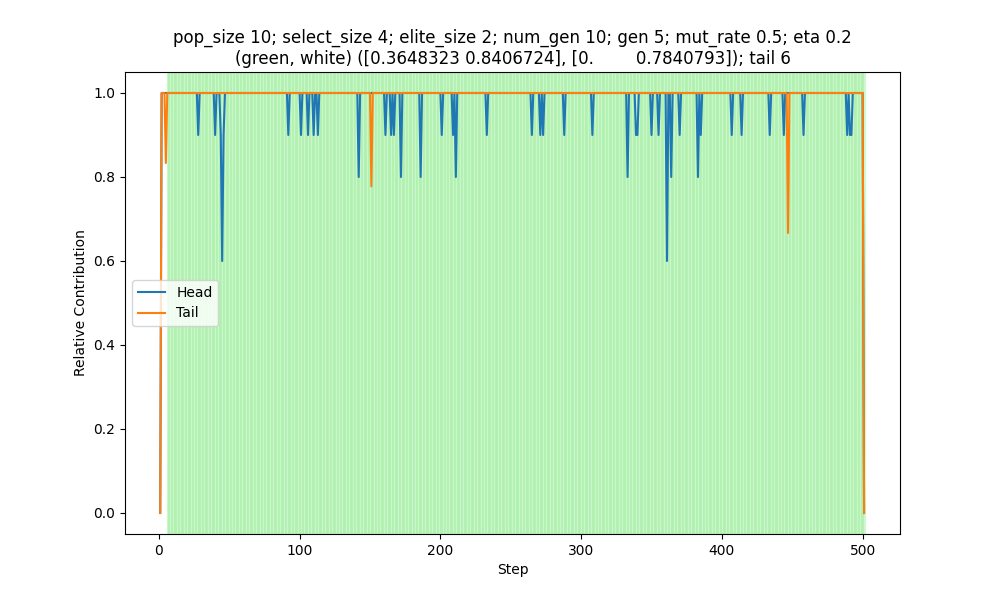 pop_size 10; select_size 4; elite_size 2; num_gen 10; gen 5; mut_rate 0.5; eta 0.2
(green, white) ([0.3648323 0.8406724], [0.        0.7840793]); tail 6
1.0
0.8
0.6
0.4
0.2
0.0
Relative Contribution
Head
Tail
0
100
200
300
400
500
Step